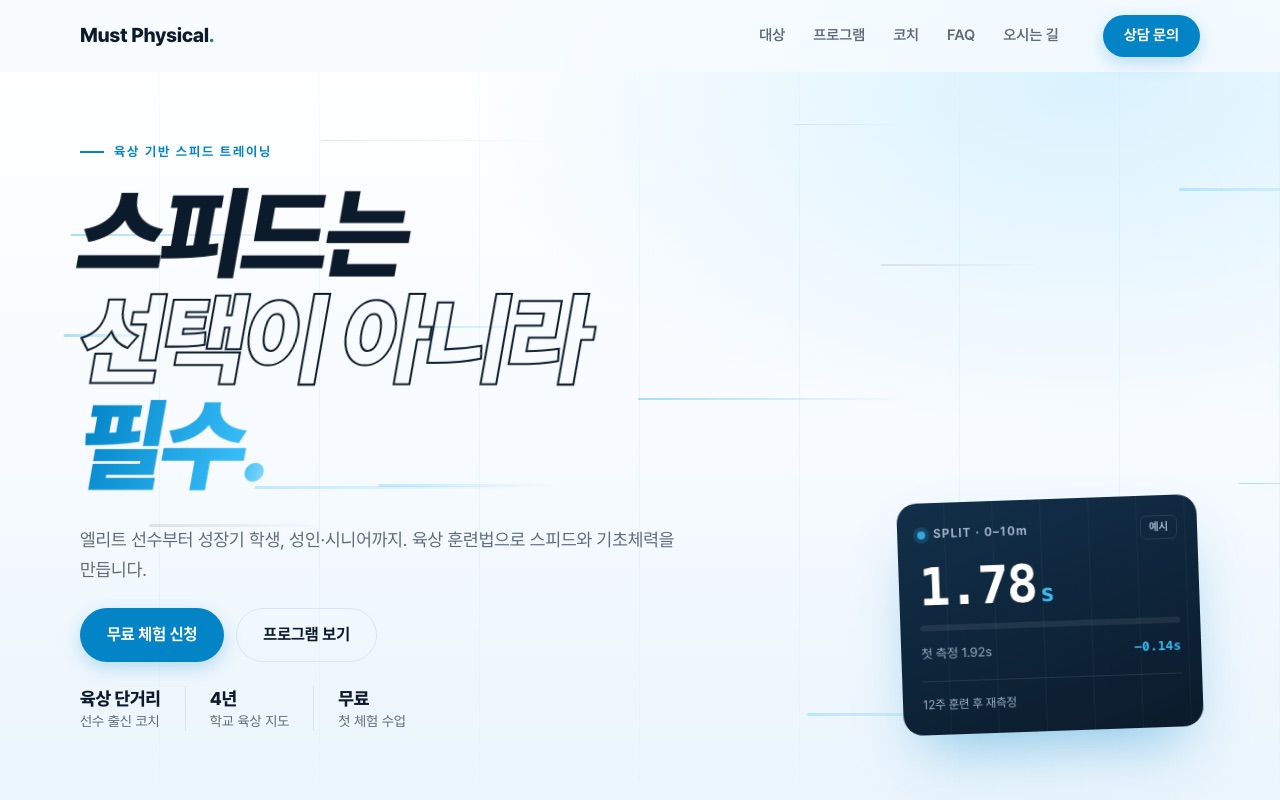 Must Physical.
대상
프로그램
코치
FAQ
오시는 길
상담 문의
육상 기반 스피드 트레이닝
스피드는
선택이 아니라
필수.
엘리트 선수부터 성장기 학생, 성인·시니어까지. 육상 훈련법으로 스피드와 기초체력을
만듭니다.
무료 체험 신청
프로그램 보기
육상 단거리
선수 출신 코치
4년
학교 육상 지도
무료
첫 체험 수업
SPLIT · 0–10m
예시
1.78s
첫 측정 1.92s
−0.14s
12주 훈련 후 재측정